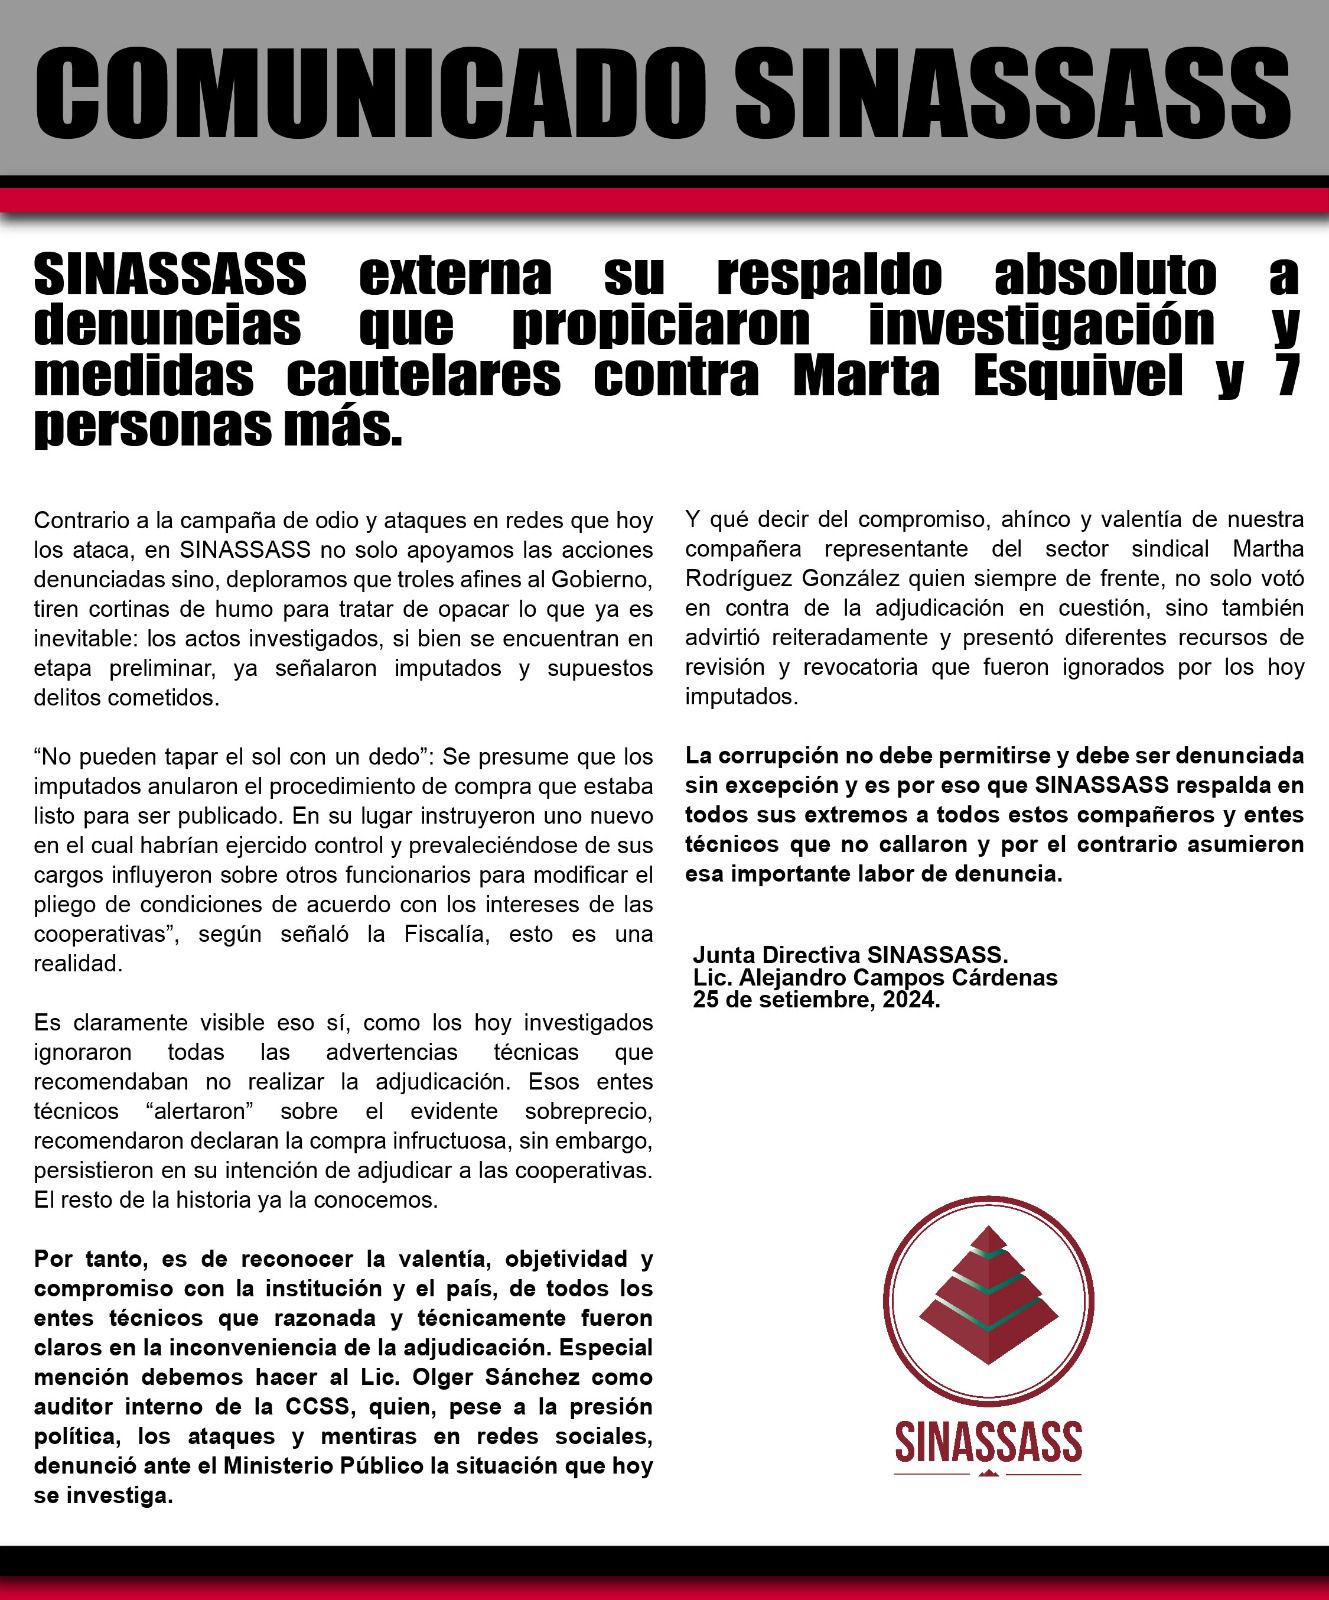 COMUNICADO SINASSASS
SINASSASS externa su respaldo absoluto a
denuncias que propiciaron investigación y
medidas cautelares contra Marta Esquivel y 7
personas más.
Contrario a la campaña de odio y ataques en redes que hoy
los ataca, en SINASSASS no solo apoyamos las acciones
denunciadas sino, deploramos que troles afines al Gobierno,
tiren cortinas de humo para tratar de opacar lo que ya es
inevitable: los actos investigados, si bien se encuentran en
etapa preliminar, ya señalaron imputados y supuestos
delitos cometidos.
“No pueden tapar el sol con un dedo”: Se presume que los
imputados anularon el procedimiento de compra que estaba
listo para ser publicado. En su lugar instruyeron uno nuevo
en el cual habrían ejercido control y prevaleciéndose de sus
cargos influyeron sobre otros funcionarios para modificar el
pliego de condiciones de acuerdo con los intereses de las
cooperativas”, según señaló la Fiscalía, esto es una
realidad.
Es claramente visible eso sí, como los hoy investigados
ignoraron todas las advertencias técnicas que
recomendaban no realizar la adjudicación. Esos entes
técnicos “alertaron” sobre el evidente sobreprecio,
recomendaron declaran la compra infructuosa, sin embargo,
persistieron en su intención de adjudicar a las cooperativas.
El resto de la historia ya la conocemos.
Por tanto, es de reconocer la valentía, objetividad y
compromiso con la institución y el país, de todos los
entes técnicos que razonada y técnicamente fueron
claros en la inconveniencia de la adjudicación. Especial
mención debemos hacer al Lic. Olger Sánchez como
auditor interno de la CCSS, quien, pese a la presión
política, los ataques y mentiras en redes sociales,
denunció ante el Ministerio Público la situación que hoy
se investiga.
Y qué decir del compromiso, ahínco y valentía de nuestra
compañera representante del sector sindical Martha
Rodríguez González quien siempre de frente, no solo votó
en contra de la adjudicación en cuestión, sino también
advirtió reiteradamente y presentó diferentes recursos de
revisión y revocatoria que fueron ignorados por los hoy
imputados.
La corrupción no debe permitirse y debe ser denunciada
sin excepción y es por eso que SINASSASS respalda en
todos sus extremos a todos estos compañeros y entes
técnicos que no callaron y por el contrario asumieron
esa importante labor de denuncia.
Junta Directiva SINASSASS.
Lic. Alejandro Campos Cárdenas
25 de setiembre, 2024.
SINASSASS